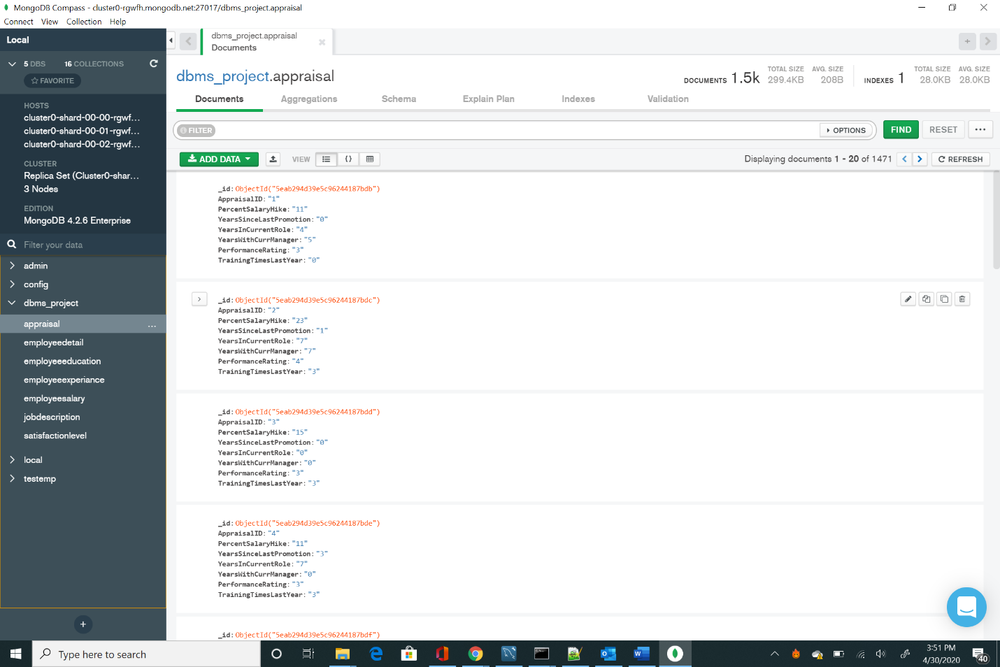 MongoDB Compass - cluster0-rgwfh.mongodb.net:27017/dbms_project.appraisal
Connect View Collection Help
Local
5 DBS 16 COLLECTIONS
FAVORITE
HOSTS
cluster0-shard-00-00-rgwf...
cluster0-shard-00-01-rgwf...
cluster0-shard-00-02-rgwf...
CLUSTER
Replica Set (Cluster0-shar...
3 Nodes
EDITION
MongoDB 4.2.6 Enterprise
Filter your data
admin
config
dbms_project
appraisal ...
employeedetail
employeeeducation
employeeexperiance
employeesalary
jobdescription
satisfactionlevel
local
testemp
dbms_project.appraisal
Documents
dbms_project.appraisal
DOCUMENTS 1.5k TOTAL SIZE 299.4KB AVG. SIZE 208B INDEXES 1 TOTAL SIZE 28.0KB AVG. SIZE 28.0KB
Documents Aggregations Schema Explain Plan Indexes Validation
FILTER OPTIONS FIND RESET ...
ADD DATA VIEW {} Displaying documents 1 - 20 of 1471 < > REFRESH
_id: ObjectId("5eab294d39e5c96244187bdb")
AppraisalID: "1"
PercentSalaryHike: "11"
YearsSinceLastPromotion: "0"
YearsInCurrentRole: "4"
YearsWithCurrManager: "5"
PerformanceRating: "3"
TrainingTimesLastYear: "0"
_id: ObjectId("5eab294d39e5c96244187bdc")
AppraisalID: "2"
PercentSalaryHike: "23"
YearsSinceLastPromotion: "1"
YearsInCurrentRole: "7"
YearsWithCurrManager: "7"
PerformanceRating: "4"
TrainingTimesLastYear: "3"
_id: ObjectId("5eab294d39e5c96244187bdd")
AppraisalID: "3"
PercentSalaryHike: "15"
YearsSinceLastPromotion: "0"
YearsInCurrentRole: "0"
YearsWithCurrManager: "0"
PerformanceRating: "3"
TrainingTimesLastYear: "3"
_id: ObjectId("5eab294d39e5c96244187bde")
AppraisalID: "4"
PercentSalaryHike: "11"
YearsSinceLastPromotion: "3"
YearsInCurrentRole: "7"
YearsWithCurrManager: "0"
PerformanceRating: "3"
TrainingTimesLastYear: "3"
_id: ObjectId("5eab294d39e5c96244187bdf")
Type here to search
3:51 PM
4/30/2020
40